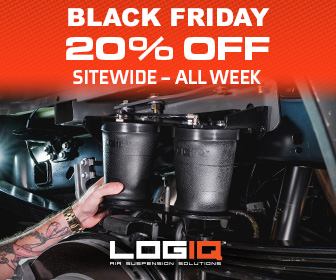 BLACK FRIDAY
20% OFF
SITEWIDE – ALL WEEK
LOGIQ
AIR SUSPENSION SOLUTIONS